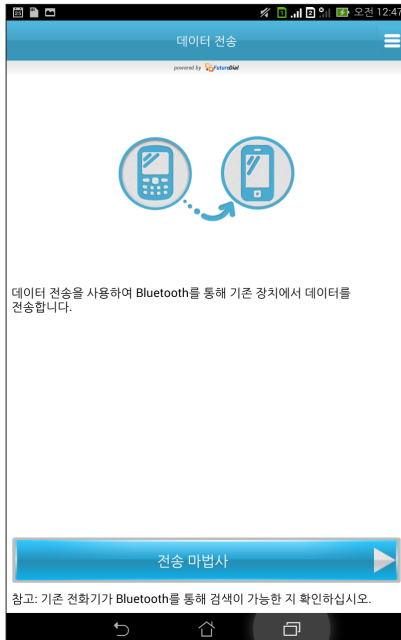 오전 12:47
데이터 전송
powered by FutureDial
데이터 전송을 사용하여 Bluetooth를 통해 기존 장치에서 데이터를
전송합니다.
전송 마법사
참고: 기존 전화기가 Bluetooth를 통해 검색이 가능한 지 확인하십시오.